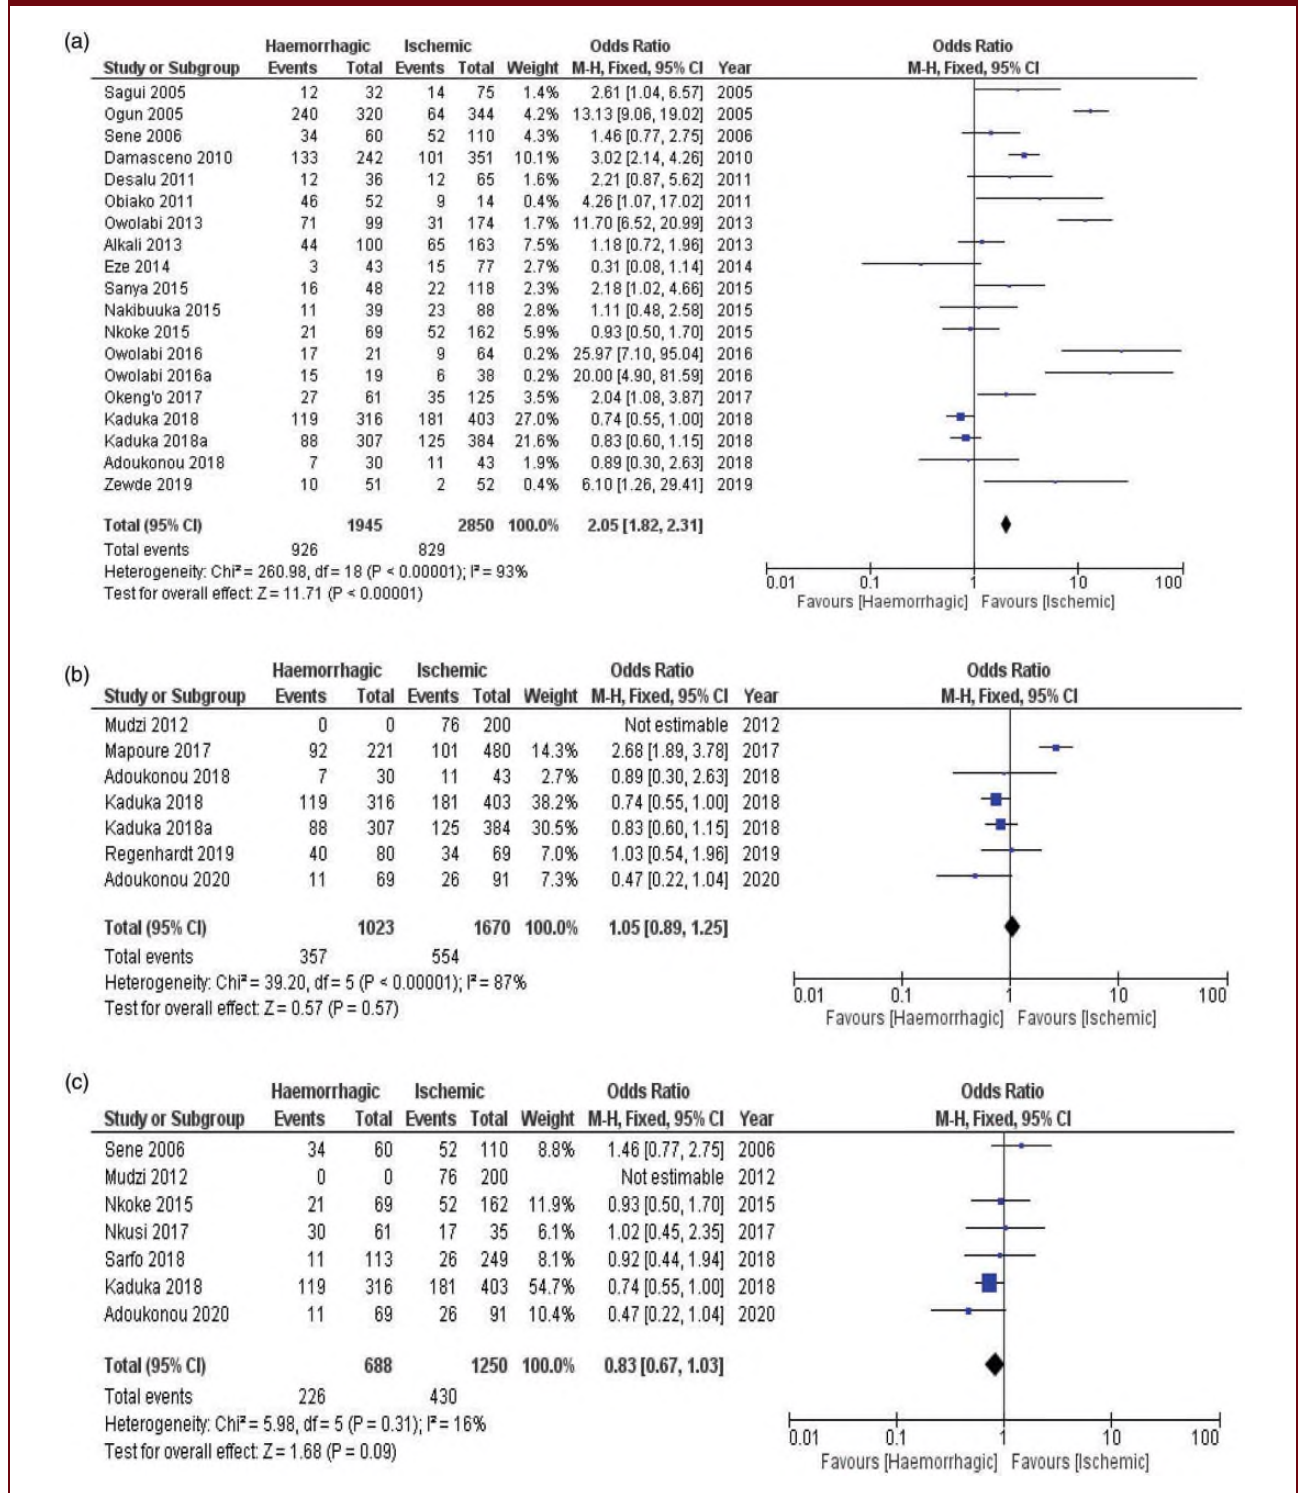 (a)
Haemorrhagic Ischemic Odds Ratio Odds Ratio
Study or Subgroup Events Total Events Total Weight M-H, Fixed, 95% CI Year M-H, Fixed, 95% CI
Sagui 2005 12 32 14 75 1.4% 2.61 [1.04, 6.57] 2005
Ogun 2005 240 320 64 344 4.2% 13.13 [9.06, 19.02] 2005
Sene 2006 34 60 52 110 4.3% 1.46 [0.77, 2.75] 2006
Damasceno 2010 133 242 101 351 10.1% 3.02 [2.14, 4.26] 2010
Desalu 2011 12 36 12 65 1.6% 2.21 [0.87, 5.62] 2011
Obiako 2011 46 52 9 14 0.4% 4.26 [1.07, 17.02] 2011
Owolabi 2013 71 99 31 174 1.7% 11.70 [6.52, 20.99] 2013
Alkali 2013 44 100 65 163 7.5% 1.18 [0.72, 1.96] 2013
Eze 2014 3 43 15 77 2.7% 0.31 [0.08, 1.14] 2014
Sanya 2015 16 48 22 118 2.3% 2.18 [1.02, 4.66] 2015
Nakibuuka 2015 11 39 23 88 2.8% 1.11 [0.48, 2.58] 2015
Nkoke 2015 21 69 52 162 5.9% 0.93 [0.50, 1.70] 2015
Owolabi 2016 17 21 9 64 0.2% 25.97 [7.10, 95.04] 2016
Owolabi 2016a 15 19 6 38 0.2% 20.00 [4.90, 81.59] 2016
Okeng'o 2017 27 61 35 125 3.5% 2.04 [1.08, 3.87] 2017
Kaduka 2018 119 316 181 403 27.0% 0.74 [0.55, 1.00] 2018
Kaduka 2018a 88 307 125 384 21.6% 0.83 [0.60, 1.15] 2018
Adoukonou 2018 7 30 11 43 1.9% 0.89 [0.30, 2.63] 2018
Zewde 2019 10 51 2 52 0.4% 6.10 [1.26, 29.41] 2019
Total (95% CI) 1945 2850 100.0% 2.05 [1.82, 2.31]
Total events 926 829
Heterogeneity: Chi² = 260.98, df = 18 (P < 0.00001); I² = 93%
Test for overall effect: Z = 11.71 (P < 0.00001)
0.01 0.1 1 10 100
Favours [Haemorrhagic] Favours [Ischemic]
(b)
Haemorrhagic Ischemic Odds Ratio Odds Ratio
Study or Subgroup Events Total Events Total Weight M-H, Fixed, 95% CI Year M-H, Fixed, 95% CI
Mudzi 2012 0 0 76 200 Not estimable 2012
Mapoure 2017 92 221 101 480 14.3% 2.68 [1.89, 3.78] 2017
Adoukonou 2018 7 30 11 43 2.7% 0.89 [0.30, 2.63] 2018
Kaduka 2018 119 316 181 403 38.2% 0.74 [0.55, 1.00] 2018
Kaduka 2018a 88 307 125 384 30.5% 0.83 [0.60, 1.15] 2018
Regenhardt 2019 40 80 34 69 7.0% 1.03 [0.54, 1.96] 2019
Adoukonou 2020 11 69 26 91 7.3% 0.47 [0.22, 1.04] 2020
Total (95% CI) 1023 1670 100.0% 1.05 [0.89, 1.25]
Total events 357 554
Heterogeneity: Chi² = 39.20, df = 5 (P < 0.00001); I² = 87%
Test for overall effect: Z = 0.57 (P = 0.57)
0.01 0.1 1 10 100
Favours [Haemorrhagic] Favours [Ischemic]
(c)
Haemorrhagic Ischemic Odds Ratio Odds Ratio
Study or Subgroup Events Total Events Total Weight M-H, Fixed, 95% CI Year M-H, Fixed, 95% CI
Sene 2006 34 60 52 110 8.8% 1.46 [0.77, 2.75] 2006
Mudzi 2012 0 0 76 200 Not estimable 2012
Nkoke 2015 21 69 52 162 11.9% 0.93 [0.50, 1.70] 2015
Nkusi 2017 30 61 17 35 6.1% 1.02 [0.45, 2.35] 2017
Sarfo 2018 11 113 26 249 8.1% 0.92 [0.44, 1.94] 2018
Kaduka 2018 119 316 181 403 54.7% 0.74 [0.55, 1.00] 2018
Adoukonou 2020 11 69 26 91 10.4% 0.47 [0.22, 1.04] 2020
Total (95% CI) 688 1250 100.0% 0.83 [0.67, 1.03]
Total events 226 430
Heterogeneity: Chi² = 5.98, df = 5 (P = 0.31); I² = 16%
Test for overall effect: Z = 1.68 (P = 0.09)
0.01 0.1 1 10 100
Favours [Haemorrhagic] Favours [Ischemic]